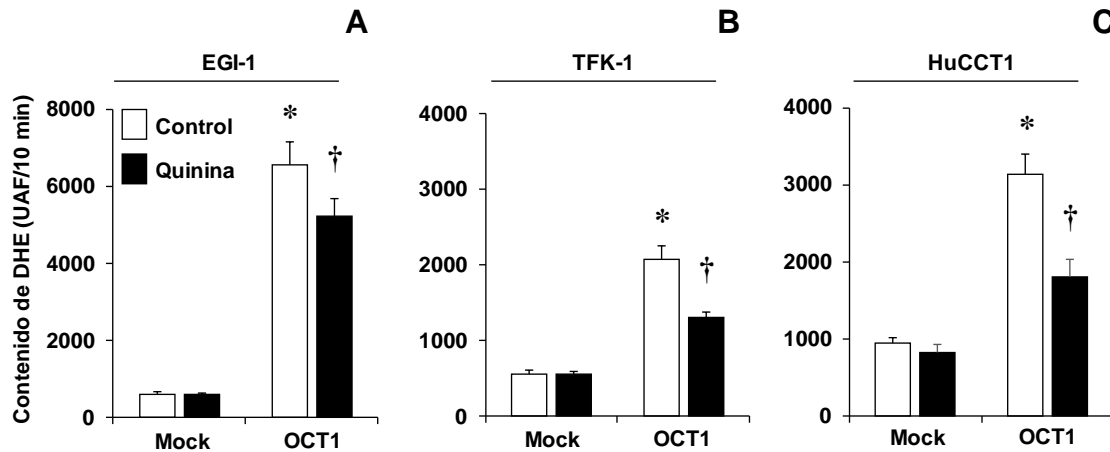 A
EGI-1
Contenido de DHE (UAF/10 min)
8000
6000
4000
2000
0
Control
Quinina
*
†
Mock
OCT1
B
TFK-1
4000
3000
2000
1000
0
*
†
Mock
OCT1
C
HuCCT1
4000
3000
2000
1000
0
*
†
Mock
OCT1